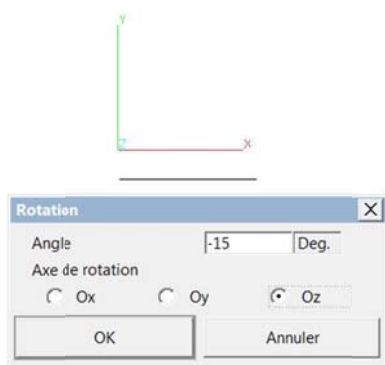 Y
Z
X
Rotation
Angle -15 Deg.
Axe de rotation
Ox Oy Oz
OK Annuler